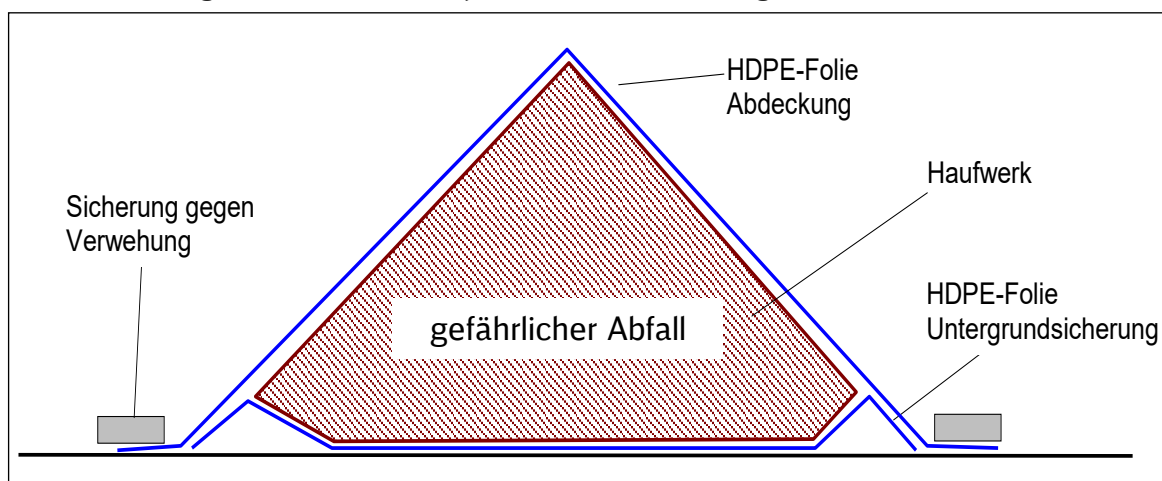 HDPE-Folie
Abdeckung
Haufwerk
Sicherung gegen
Verwehung
HDPE-Folie
Untergrundsicherung
gefährlicher Abfall